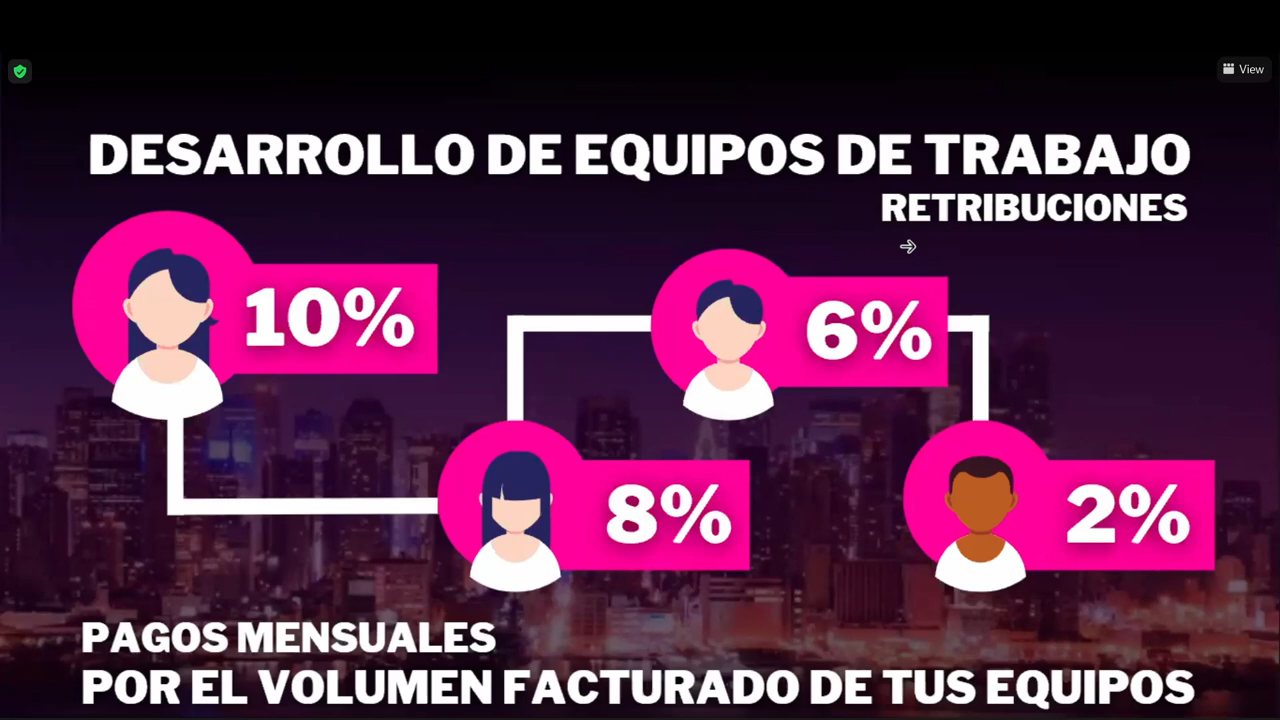 View
DESARROLLO DE EQUIPOS DE TRABAJO
RETRIBUCIONES
10%
6%
8%
2%
PAGOS MENSUALES
POR EL VOLUMEN FACTURADO DE TUS EQUIPOS